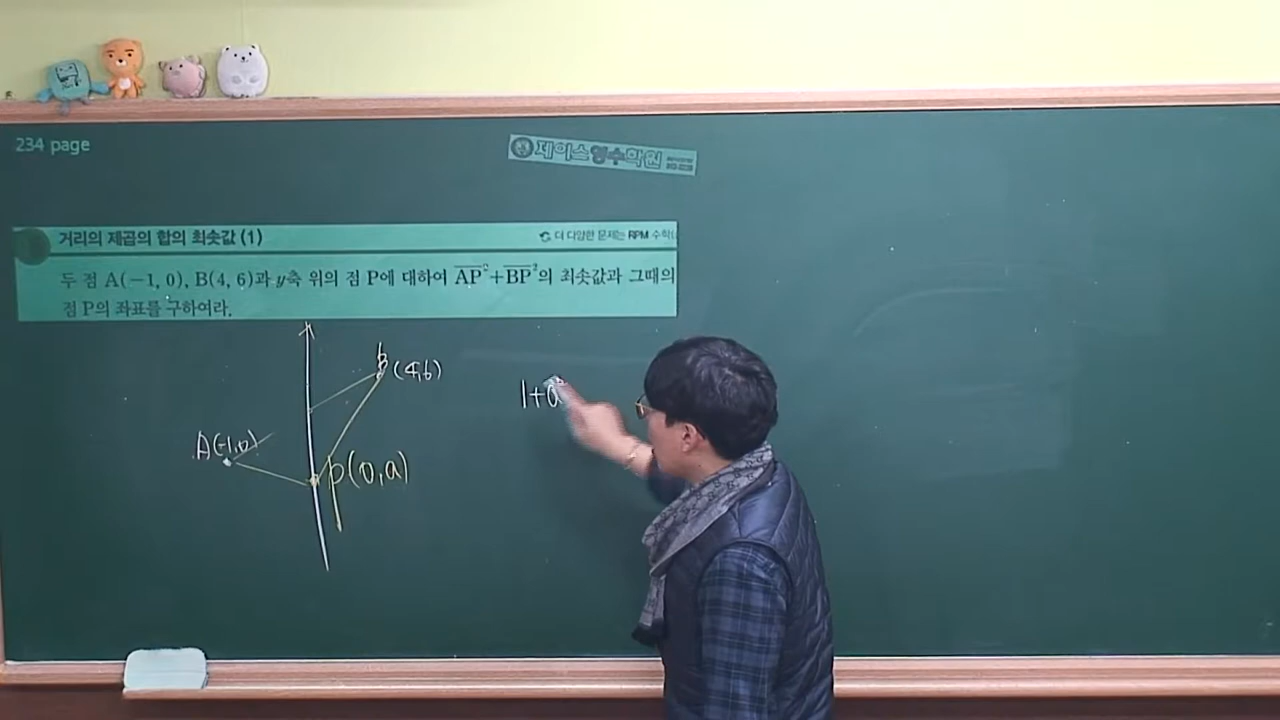 234 page
제이스영수학원
거리의 제곱의 합의 최솟값 (1)
더 다양한 문제는 RPM 수학
두 점 A(−1, 0), B(4, 6)과 y축 위의 점 P에 대하여 AP²+BP²의 최솟값과 그때의
점 P의 좌표를 구하여라.
B(4,6)
1+a²
A(-1,0)
P(0,a)